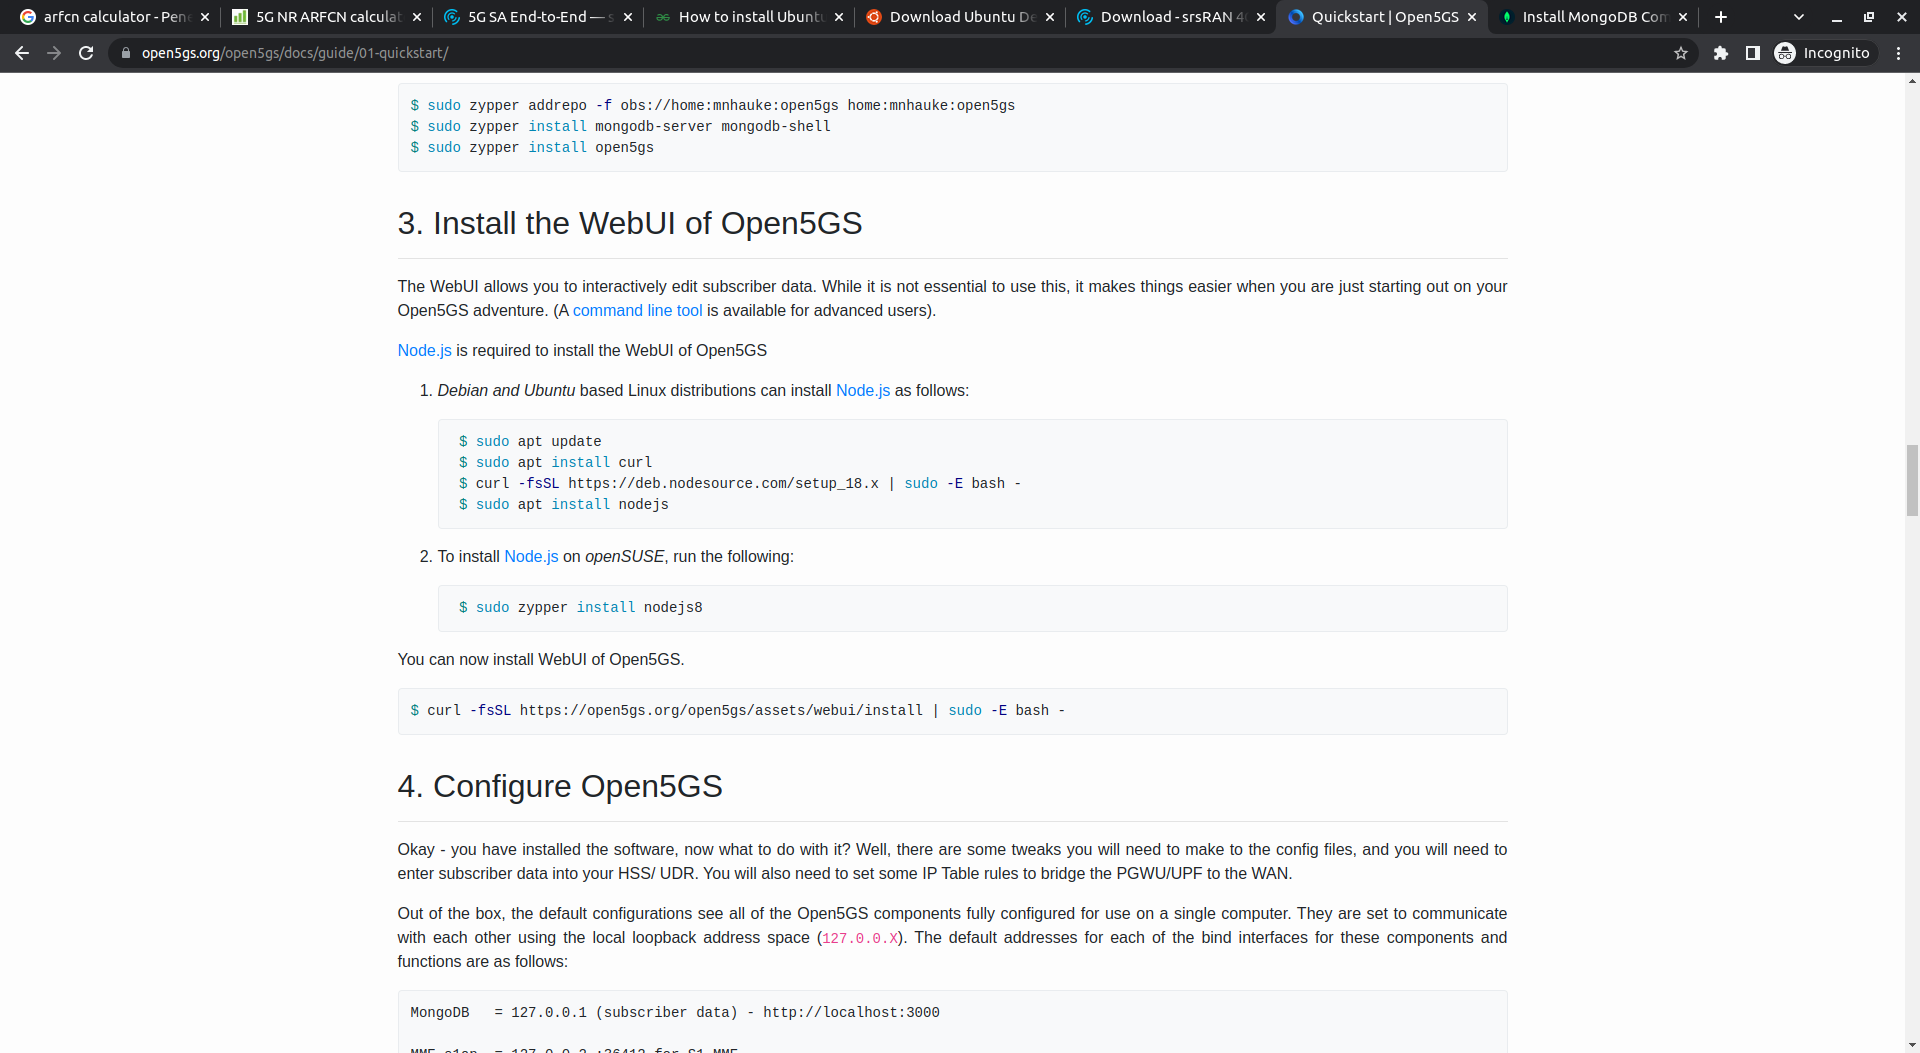 arfcn calculator - Pene
5G NR ARFCN calculat
5G SA End-to-End — s
How to install Ubuntu
Download Ubuntu De
Download - srsRAN 4
Quickstart | Open5GS
Install MongoDB Com
open5gs.org/open5gs/docs/guide/01-quickstart/
Incognito
$ sudo zypper addrepo -f obs://home:mnhauke:open5gs home:mnhauke:open5gs
$ sudo zypper install mongodb-server mongodb-shell
$ sudo zypper install open5gs
3. Install the WebUI of Open5GS
The WebUI allows you to interactively edit subscriber data. While it is not essential to use this, it makes things easier when you are just starting out on your
Open5GS adventure. (A command line tool is available for advanced users).
Node.js is required to install the WebUI of Open5GS
1. Debian and Ubuntu based Linux distributions can install Node.js as follows:
$ sudo apt update
$ sudo apt install curl
$ curl -fsSL https://deb.nodesource.com/setup_18.x | sudo -E bash -
$ sudo apt install nodejs
2. To install Node.js on openSUSE, run the following:
$ sudo zypper install nodejs8
You can now install WebUI of Open5GS.
$ curl -fsSL https://open5gs.org/open5gs/assets/webui/install | sudo -E bash -
4. Configure Open5GS
Okay - you have installed the software, now what to do with it? Well, there are some tweaks you will need to make to the config files, and you will need to
enter subscriber data into your HSS/ UDR. You will also need to set some IP Table rules to bridge the PGWU/UPF to the WAN.
Out of the box, the default configurations see all of the Open5GS components fully configured for use on a single computer. They are set to communicate
with each other using the local loopback address space (127.0.0.X). The default addresses for each of the bind interfaces for these components and
functions are as follows:
MongoDB   = 127.0.0.1 (subscriber data) - http://localhost:3000
MME-s1ap  = 127.0.0.2 :36412 for S1-MME